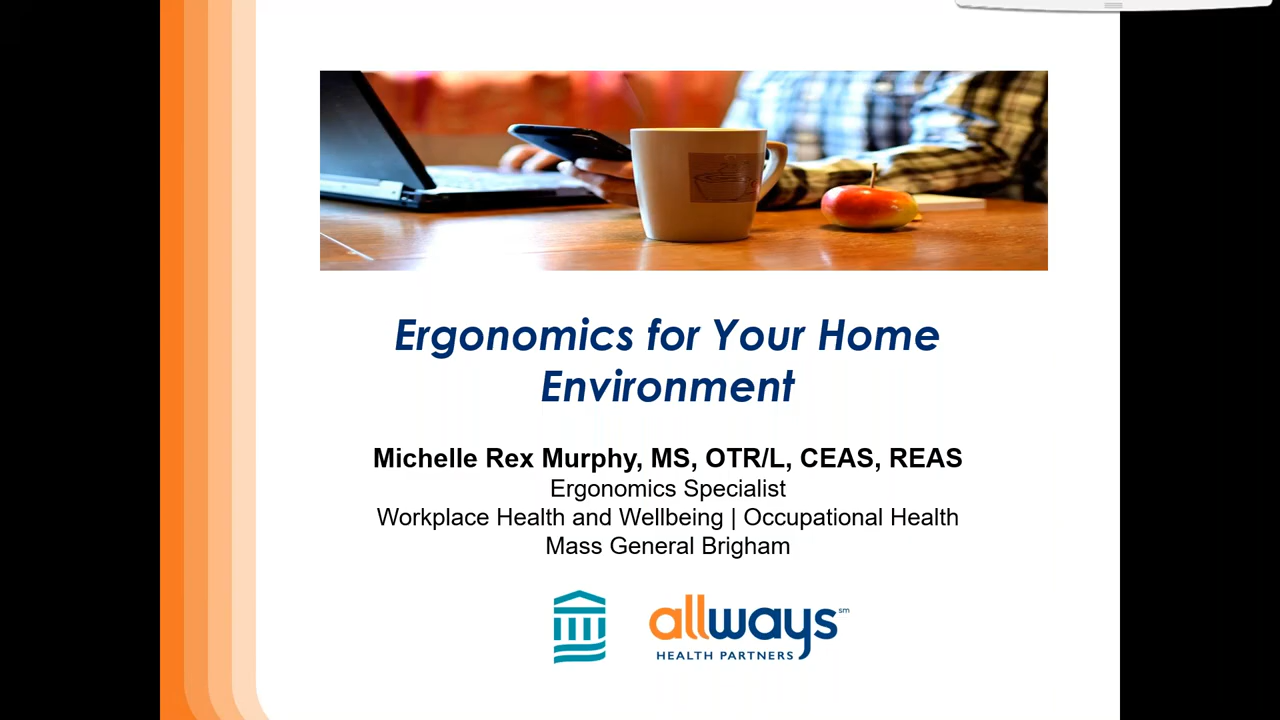 Ergonomics for Your Home
Environment
Michelle Rex Murphy, MS, OTR/L, CEAS, REAS
Ergonomics Specialist
Workplace Health and Wellbeing | Occupational Health
Mass General Brigham
allways℠
HEALTH PARTNERS